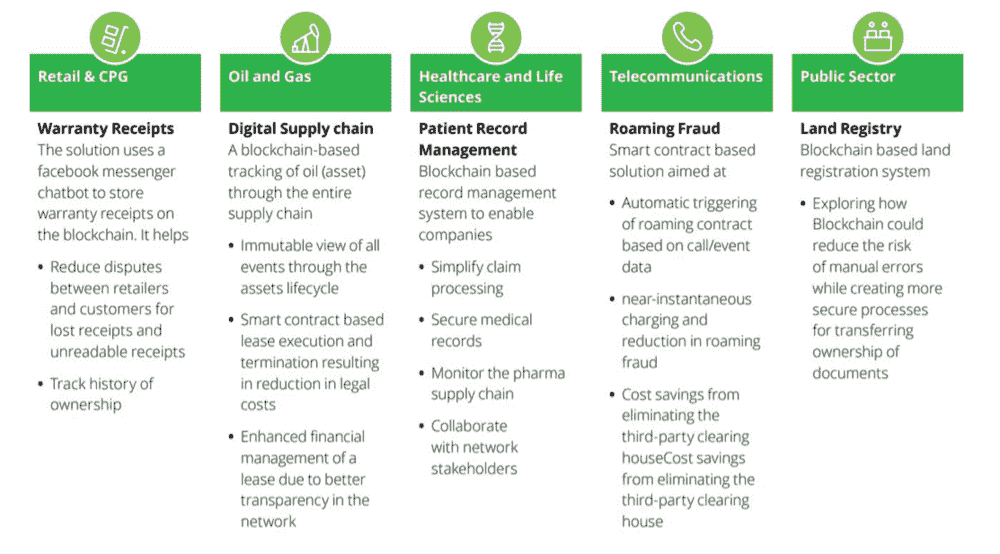 Retail & CPG
Warranty Receipts
The solution uses a
facebook messenger
chatbot to store
warranty receipts on
the blockchain. It helps
• Reduce disputes
between retailers
and customers for
lost receipts and
unreadable receipts
• Track history of
ownership
Oil and Gas
Digital Supply chain
A blockchain-based
tracking of oil (asset)
through the entire
supply chain
• Immutable view of all
events through the
assets lifecycle
• Smart contract based
lease execution and
termination resulting
in reduction in legal
costs
• Enhanced financial
management of a
lease due to better
transparency in the
network
Healthcare and Life
Sciences
Patient Record
Management
Blockchain based
record management
system to enable
companies
• Simplify claim
processing
• Secure medical
records
• Monitor the pharma
supply chain
• Collaborate
with network
stakeholders
Telecommunications
Roaming Fraud
Smart contract based
solution aimed at
• Automatic triggering
of roaming contract
based on call/event
data
• near-instantaneous
charging and
reduction in roaming
fraud
• Cost savings from
eliminating the
third-party clearing
houseCost savings
from eliminating the
third-party clearing
house
Public Sector
Land Registry
Blockchain based land
registration system
• Exploring how
Blockchain could
reduce the risk
of manual errors
while creating more
secure processes
for transferring
ownership of
documents